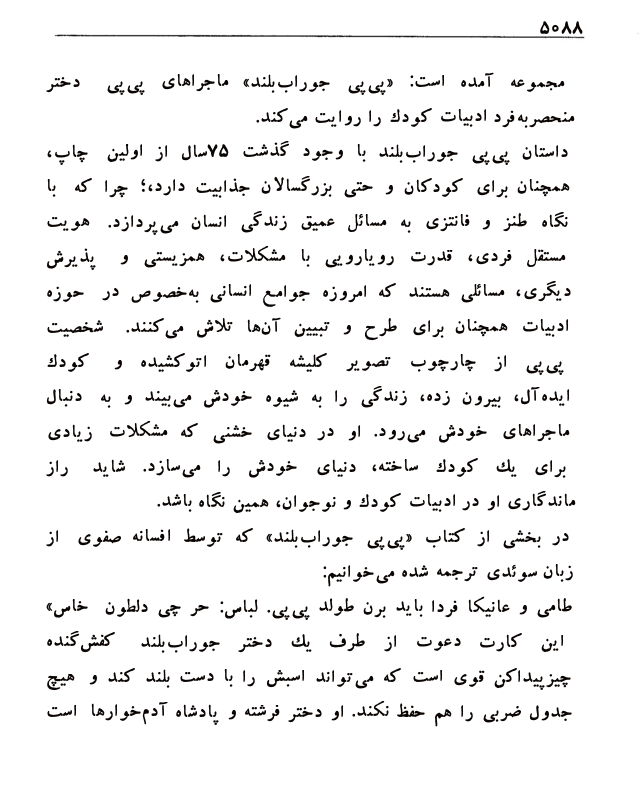 ۵۰۸۸
مجموعه آمده است: «پی‌پی جوراب‌بلند» ماجراهای پی‌پی دختر
منحصربه‌فرد ادبیات کودك را روایت می‌کند.
داستان پی‌پی جوراب‌بلند با وجود گذشت ۷۵سال از اولین چاپ،
همچنان برای کودکان و حتی بزرگسالان جذابیت دارد،؛ چرا که با
نگاه طنز و فانتزی به مسائل عمیق زندگی انسان می‌پردازد. هویت
مستقل فردی، قدرت رویارویی با مشکلات، همزیستی و پذیرش
دیگری، مسائلی هستند که امروزه جوامع انسانی به‌خصوص در حوزه
ادبیات همچنان برای طرح و تبیین آن‌ها تلاش می‌کنند. شخصیت
پی‌پی از چارچوب تصویر کلیشه قهرمان اتوکشیده و کودك
ایده‌آل، بیرون زده، زندگی را به شیوه خودش می‌بیند و به دنبال
ماجراهای خودش می‌رود. او در دنیای خشنی که مشکلات زیادی
برای یك کودك ساخته، دنیای خودش را می‌سازد. شاید راز
ماندگاری او در ادبیات کودك و نوجوان، همین نگاه باشد.
در بخشی از کتاب «پی‌پی جوراب‌بلند» که توسط افسانه صفوی از
زبان سوئدی ترجمه شده می‌خوانیم:
طامی و عانیکا فردا باید برن طولد پی‌پی. لباس: حر چی دلطون خاس»
این کارت دعوت از طرف یك دختر جوراب‌بلند کفش‌گنده
چیزپیداکن قوی است که می‌تواند اسبش را با دست بلند کند و هیچ
جدول ضربی را هم حفظ نکند. او دختر فرشته و پادشاه آدم‌خوارها است